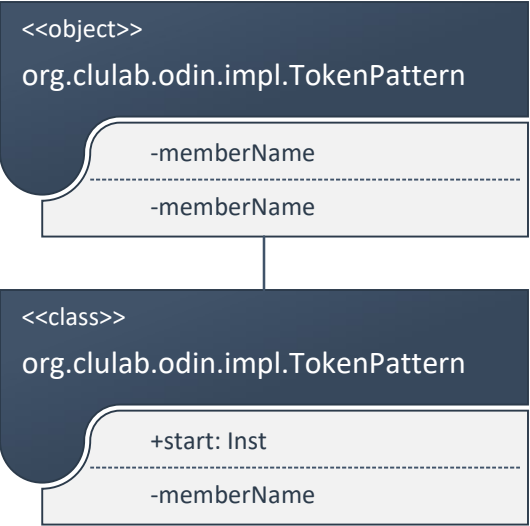 <<object>>
org.clulab.odin.impl.TokenPattern
-memberName
-memberName
<<class>>
org.clulab.odin.impl.TokenPattern
+start: Inst
-memberName